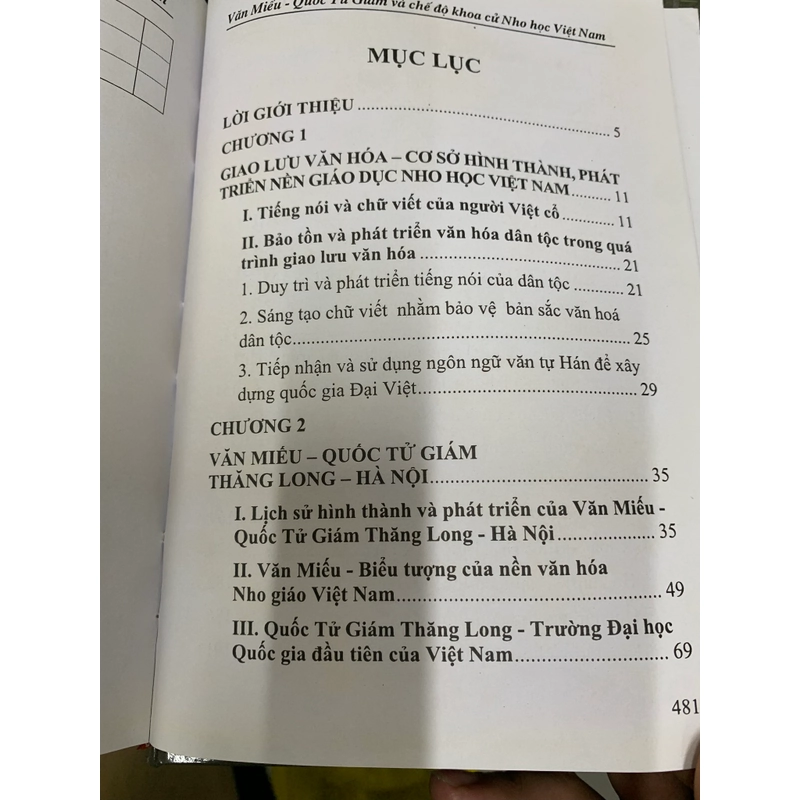 Văn Miếu - Quốc Tử Giám và chế độ khoa cử Nho học Việt Nam
MỤC LỤC
LỜI GIỚI THIỆU.......................................................... 5
CHƯƠNG 1
GIAO LƯU VĂN HÓA – CƠ SỞ HÌNH THÀNH, PHÁT
TRIỂN NỀN GIÁO DỤC NHO HỌC VIỆT NAM.......... 11
I. Tiếng nói và chữ viết của người Việt cổ............. 11
II. Bảo tồn và phát triển văn hóa dân tộc trong quá
trình giao lưu văn hóa........................................ 21
1. Duy trì và phát triển tiếng nói của dân tộc............ 21
2. Sáng tạo chữ viết nhằm bảo vệ bản sắc văn hoá
dân tộc................................................................ 25
3. Tiếp nhận và sử dụng ngôn ngữ văn tự Hán để xây
dựng quốc gia Đại Việt.......................................... 29
CHƯƠNG 2
VĂN MIẾU – QUỐC TỬ GIÁM
THĂNG LONG – HÀ NỘI.......................................... 35
I. Lịch sử hình thành và phát triển của Văn Miếu -
Quốc Tử Giám Thăng Long - Hà Nội.................. 35
II. Văn Miếu - Biểu tượng của nền văn hóa
Nho giáo Việt Nam................................................ 49
III. Quốc Tử Giám Thăng Long - Trường Đại học
Quốc gia đầu tiên của Việt Nam............................ 69
481